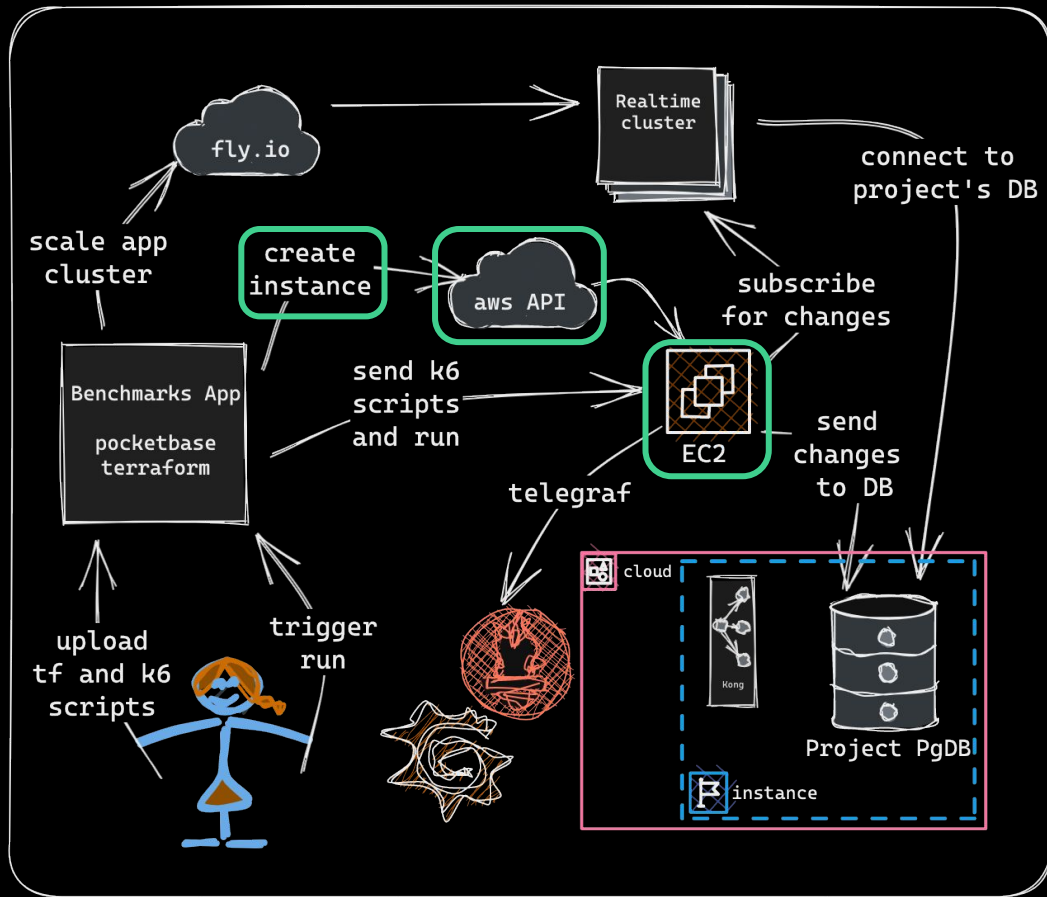 fly.io
Realtime
cluster
connect to
project's DB
scale app
cluster
create
instance
aws API
subscribe
for changes
Benchmarks App
pocketbase
terraform
send k6
scripts
and run
EC2
send
changes
to DB
telegraf
cloud
upload
tf and k6
scripts
trigger
run
Kong
Project PgDB
instance